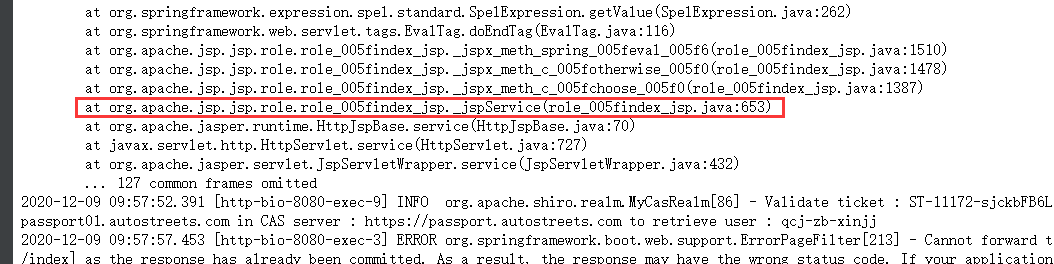 at org.springframework.expression.spel.standard.SpelExpression.getValue(SpelExpression.java:262)
at org.springframework.web.servlet.tags.EvalTag.doEndTag(EvalTag.java:116)
at org.apache.jsp.jsp.role.role_005findex_jsp._jspx_meth_spring_005feval_005f6(role_005findex_jsp.java:1510)
at org.apache.jsp.jsp.role.role_005findex_jsp._jspx_meth_c_005fotherwise_005f0(role_005findex_jsp.java:1478)
at org.apache.jsp.jsp.role.role_005findex_jsp._jspx_meth_c_005fchoose_005f0(role_005findex_jsp.java:1387)
at org.apache.jsp.jsp.role.role_005findex_jsp._jspService(role_005findex_jsp.java:653)
at org.apache.jasper.runtime.HttpJspBase.service(HttpJspBase.java:70)
at javax.servlet.http.HttpServlet.service(HttpServlet.java:727)
at org.apache.jasper.servlet.JspServletWrapper.service(JspServletWrapper.java:432)
... 127 common frames omitted
2020-12-09 09:57:52.391 [http-bio-8080-exec-9] INFO  org.apache.shiro.realm.MyCasRealm[86] - Validate ticket : ST-11172-sjckbFB6L
passport01.autostreets.com in CAS server : https://passport.autostreets.com to retrieve user : qcj-zb-xinjj
2020-12-09 09:57:57.453 [http-bio-8080-exec-3] ERROR org.springframework.boot.web.support.ErrorPageFilter[213] - Cannot forward t
/index] as the response has already been committed. As a result, the response may have the wrong status code. If your application